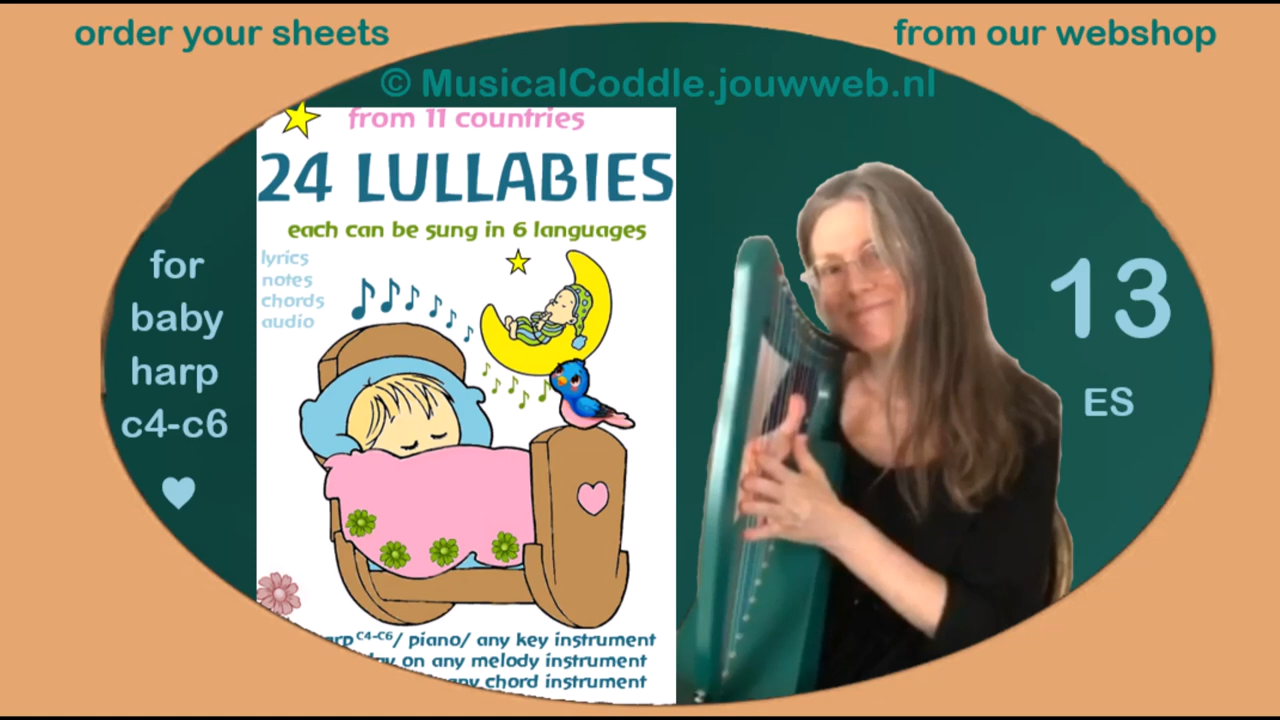 order your sheets
from our webshop
© MusicalCoddle.jouwweb.nl
from 11 countries
24 LULLABIES
each can be sung in 6 languages
lyrics
notes
chords
audio
for
baby
harp
c4-c6
13
ES
C4-C6/ piano/ any key instrument
on any melody instrument
any chord instrument